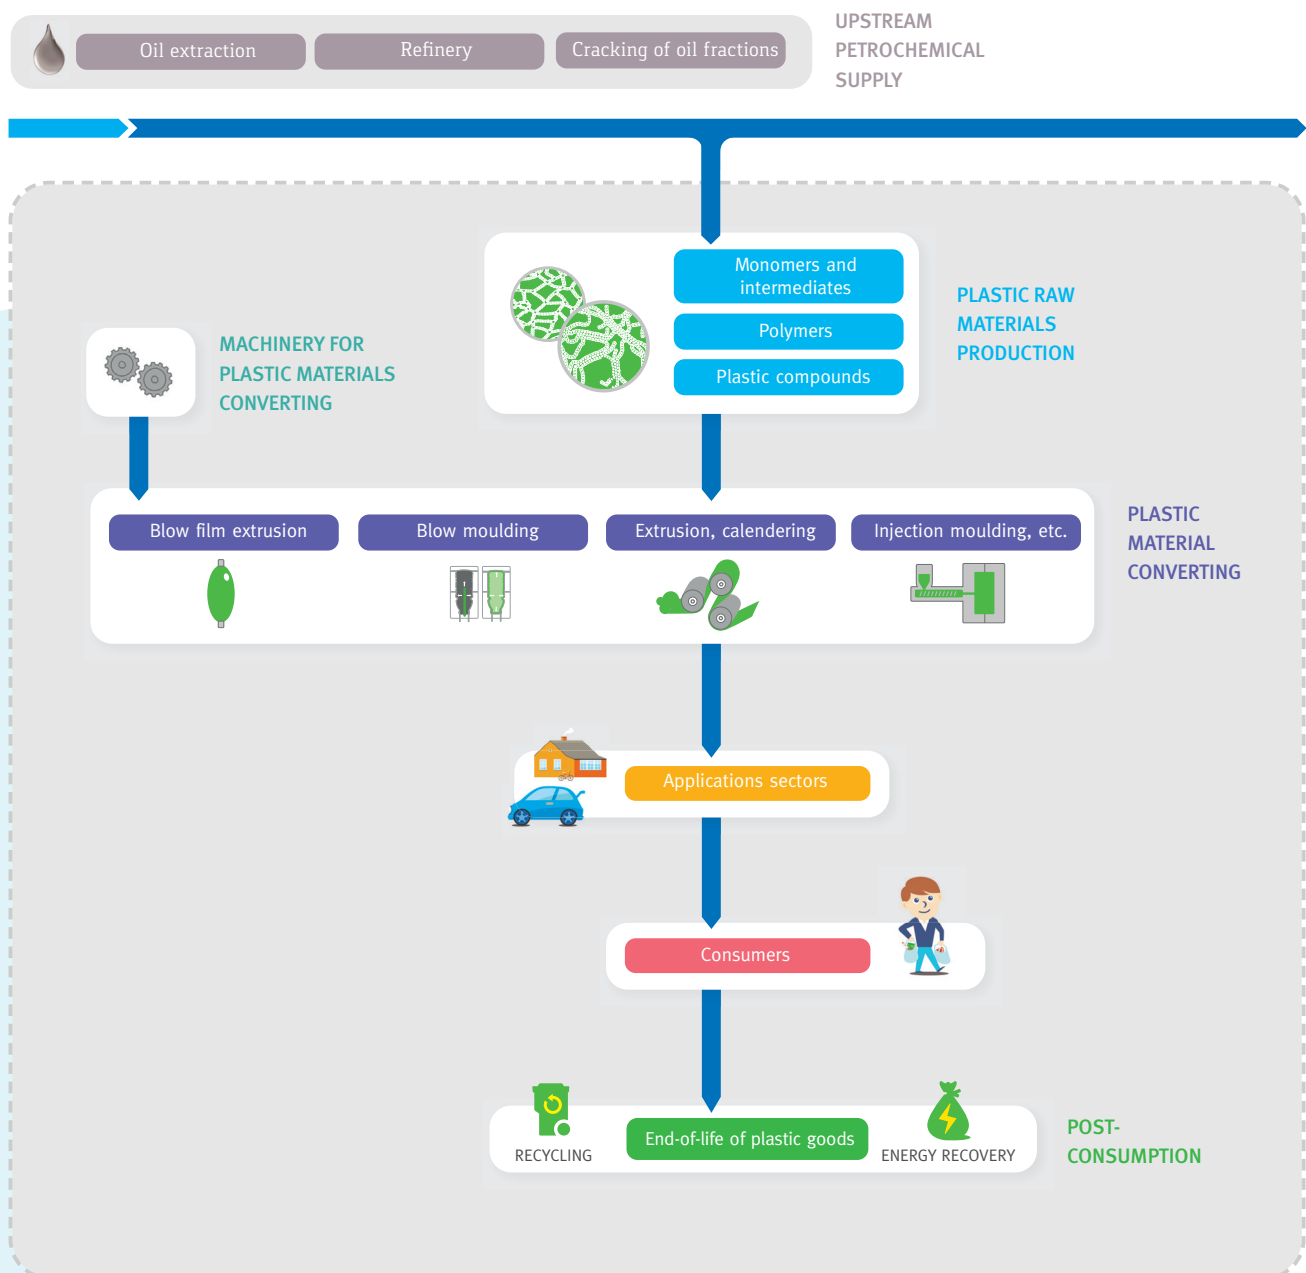 Oil extraction
Refinery
Cracking of oil fractions
UPSTREAM
PETROCHEMICAL
SUPPLY
Monomers and
intermediates
Polymers
Plastic compounds
PLASTIC RAW
MATERIALS
PRODUCTION
MACHINERY FOR
PLASTIC MATERIALS
CONVERTING
Blow film extrusion
Blow moulding
Extrusion, calendering
Injection moulding, etc.
PLASTIC
MATERIAL
CONVERTING
Applications sectors
Consumers
RECYCLING
End-of-life of plastic goods
ENERGY RECOVERY
POST-
CONSUMPTION